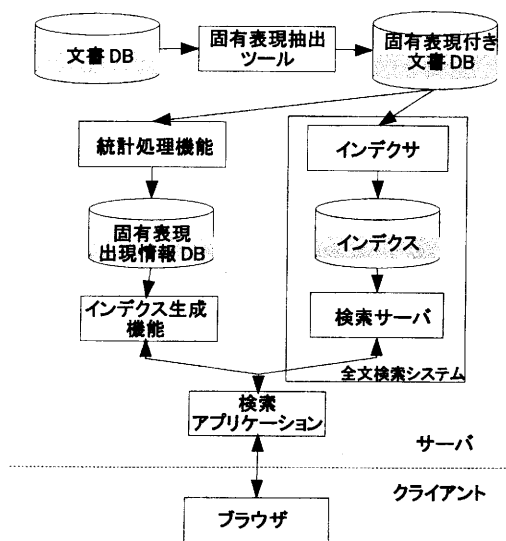 文書 DB
固有表現抽出
ツール
固有表現付き
文書 DB
統計処理機能
インデクサ
固有表現
出現情報 DB
インデクス
インデクス生成
機能
検索サーバ
全文検索システム
検索
アプリケーション
サーバ
クライアント
ブラウザ